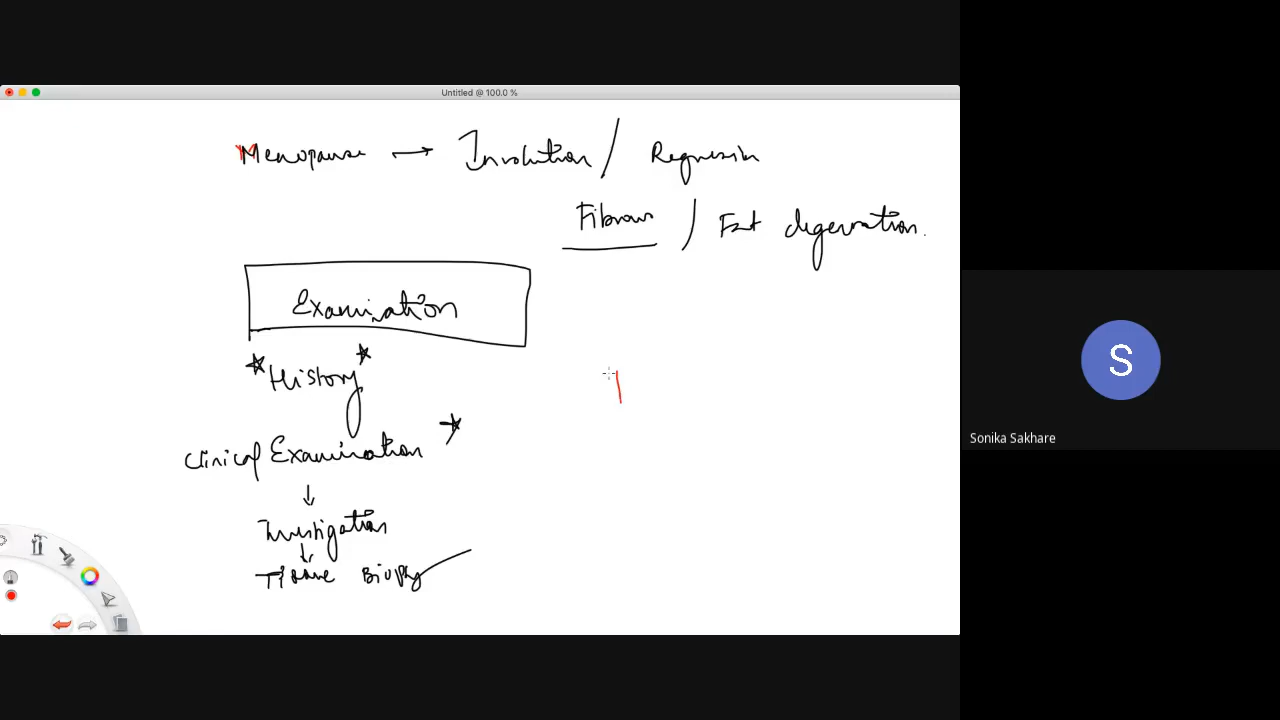 Untitled @ 100.0 %
Menopause → Involution / Regression
Fibrous / Fat degeneration.
Examination
*History*
Clinical Examination *
↓
Investigation
↓
Tissue Biopsy
S
Sonika Sakhare